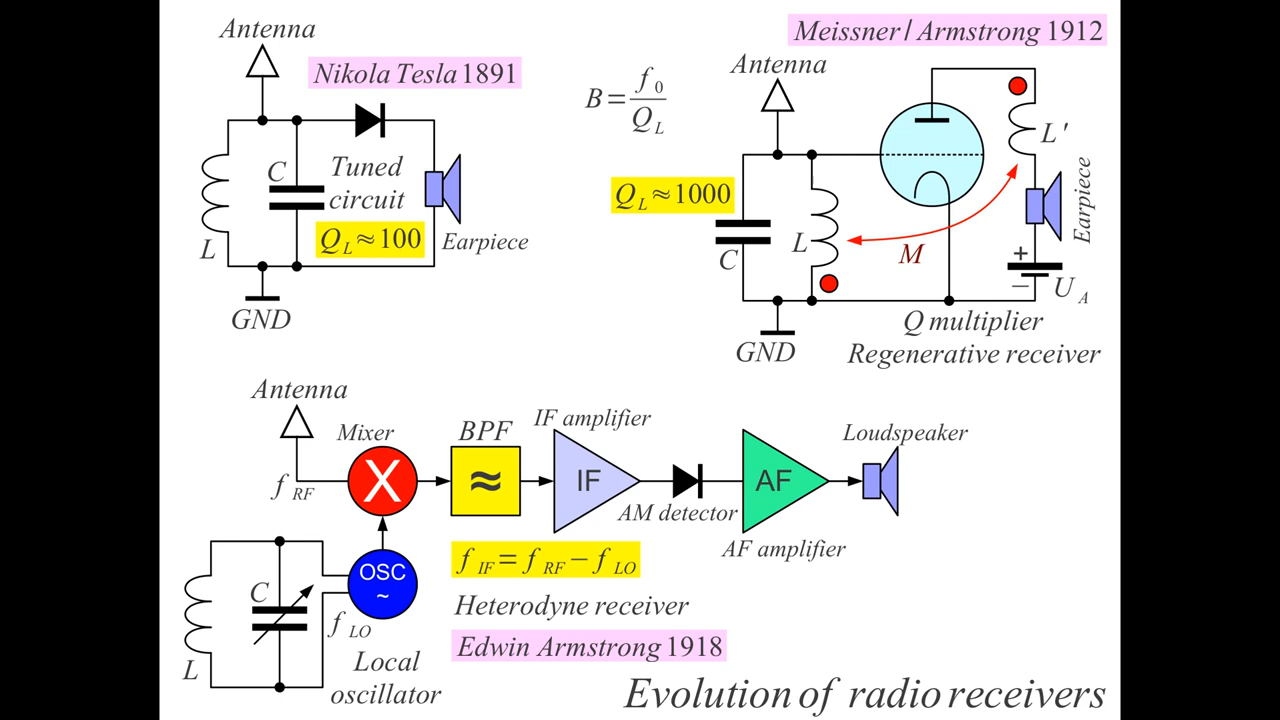 Antenna
Nikola Tesla 1891
C
Tuned
circuit
Q_L ≈ 100
L
Earpiece
GND
B = f_0 / Q_L
Meissner / Armstrong 1912
Antenna
L'
Q_L ≈ 1000
Earpiece
C
L
M
+
−
U_A
GND
Q multiplier
Regenerative receiver
Antenna
Mixer
BPF
IF amplifier
Loudspeaker
f_RF
X
≈
IF
AF
AM detector
AF amplifier
OSC
~
C
f_LO
L
Local
oscillator
f_IF = f_RF − f_LO
Heterodyne receiver
Edwin Armstrong 1918
Evolution of radio receivers